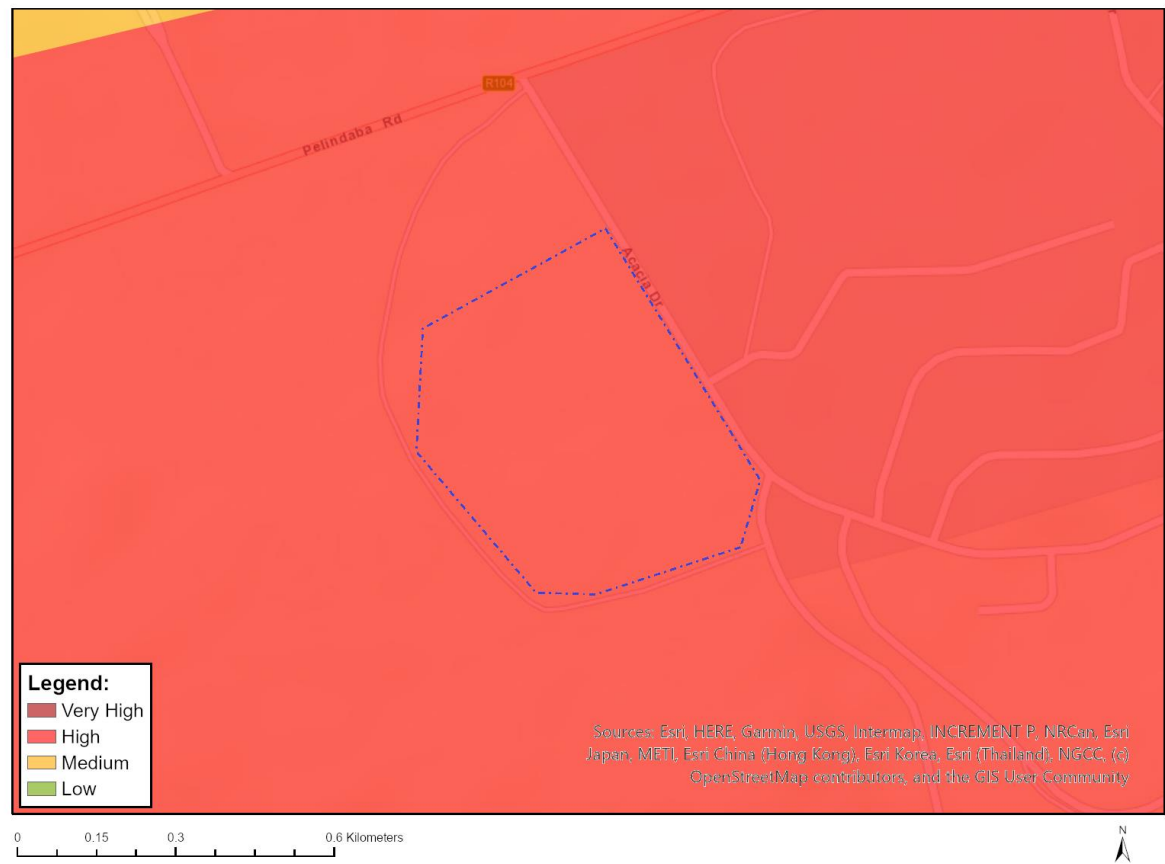 R104
Pelindaba Rd
Acacia Dr
Legend:
Very High
High
Medium
Low
Sources: Esri, HERE, Garmin, USGS, Intermap, INCREMENT P, NRCan, Esri
Japan, METI, Esri China (Hong Kong), Esri Korea, Esri (Thailand), NGCC, (c)
OpenStreetMap contributors, and the GIS User Community
0 0.15 0.3 0.6 Kilometers
N